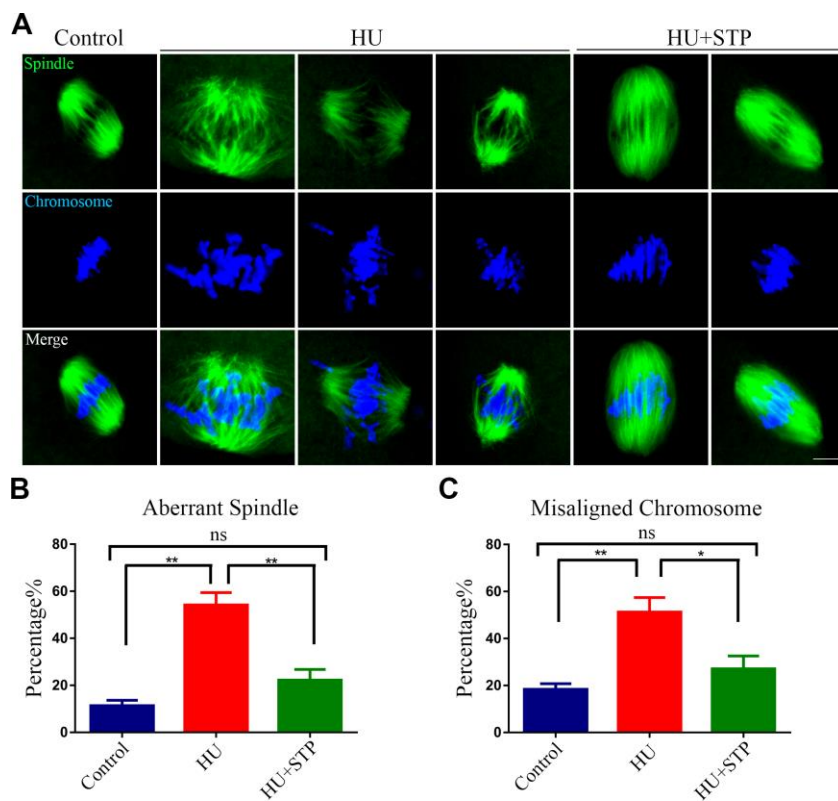 A
Control HU HU+STP
Spindle
Chromosome
Merge
B
Aberrant Spindle
ns
** **
Percentage%
80
60
40
20
0
Control
HU
HU+STP
C
Misaligned Chromosome
ns
** *
Percentage%
80
60
40
20
0
Control
HU
HU+STP